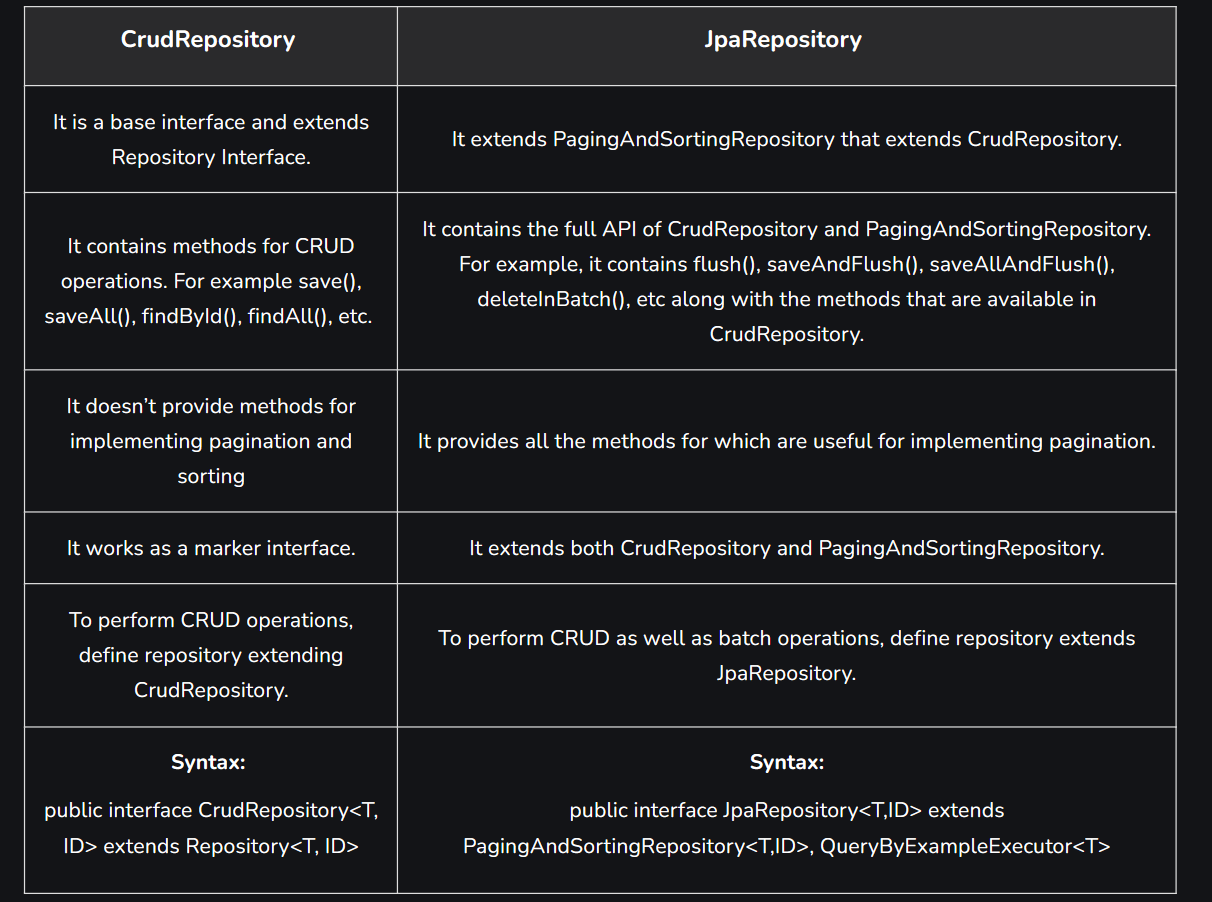 CrudRepository
JpaRepository
It is a base interface and extends
Repository Interface.
It extends PagingAndSortingRepository that extends CrudRepository.
It contains methods for CRUD
operations. For example save(),
saveAll(), findById(), findAll(), etc.
It contains the full API of CrudRepository and PagingAndSortingRepository.
For example, it contains flush(), saveAndFlush(), saveAllAndFlush(),
deleteInBatch(), etc along with the methods that are available in
CrudRepository.
It doesn’t provide methods for
implementing pagination and
sorting
It provides all the methods for which are useful for implementing pagination.
It works as a marker interface.
It extends both CrudRepository and PagingAndSortingRepository.
To perform CRUD operations,
define repository extending
CrudRepository.
To perform CRUD as well as batch operations, define repository extends
JpaRepository.
Syntax:
public interface CrudRepository<T,
ID> extends Repository<T, ID>
Syntax:
public interface JpaRepository<T,ID> extends
PagingAndSortingRepository<T,ID>, QueryByExampleExecutor<T>